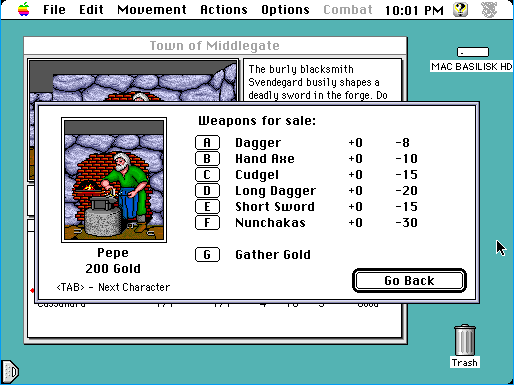 File Edit Movement Actions Options Combat 10:01 PM
Town of Middlegate
The burly blacksmith
Svendegard busily shapes a
deadly sword in the forge. Do
MAC BASILISK HD
Weapons for sale:
A Dagger +0 -8
B Hand Axe +0 -10
C Cudgel +0 -15
D Long Dagger +0 -20
E Short Sword +0 -15
F Nunchakas +0 -30
G Gather Gold
Pepe
200 Gold
<TAB> - Next Character
Go Back
Trash